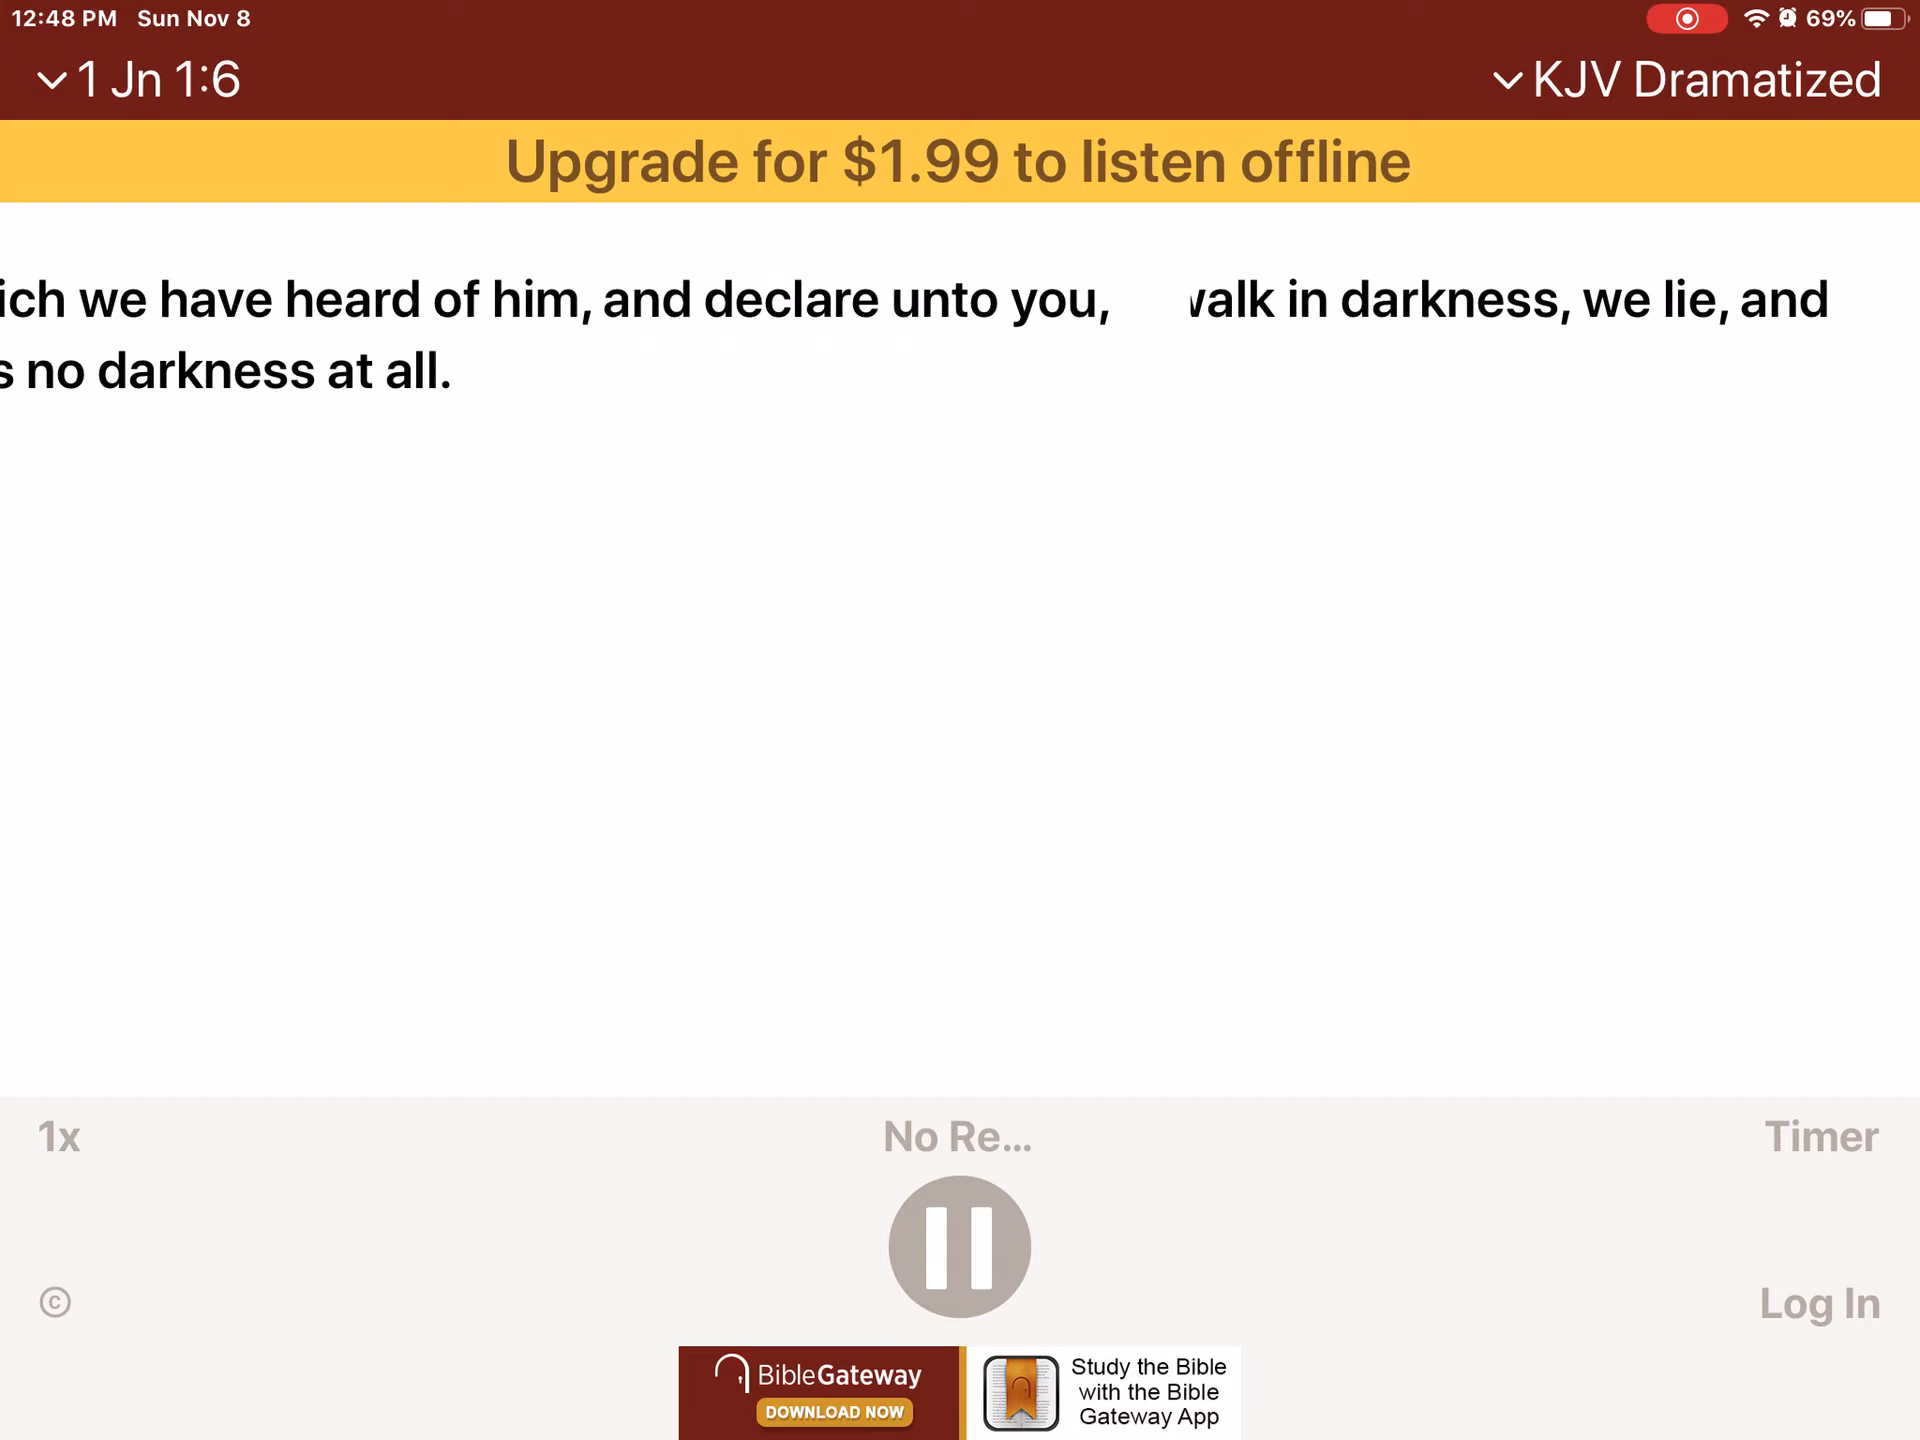 12:48 PM Sun Nov 8 69%
1 Jn 1:6 KJV Dramatized
Upgrade for $1.99 to listen offline
ich we have heard of him, and declare unto you, walk in darkness, we lie, and
s no darkness at all.
1x No Re... Timer
©
Log In
BibleGateway
DOWNLOAD NOW
Study the Bible
with the Bible
Gateway App